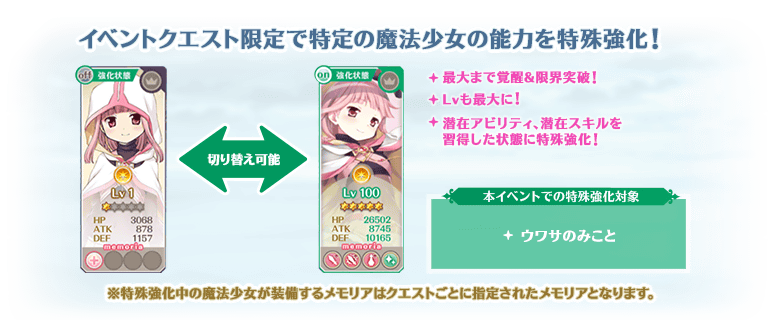 イベントクエスト限定で特定の魔法少女の能力を特殊強化！
off 強化状態
Lv 1
HP 3068
ATK 878
DEF 1157
memoria
切り替え可能
on 強化状態
Lv 100
HP 26502
ATK 8745
DEF 10165
memoria
最大まで覚醒&限界突破！
Lvも最大に！
潜在アビリティ、潜在スキルを
習得した状態に特殊強化！
本イベントでの特殊強化対象
ウワサのみこと
※特殊強化中の魔法少女が装備するメモリアはクエストごとに指定されたメモリアとなります。